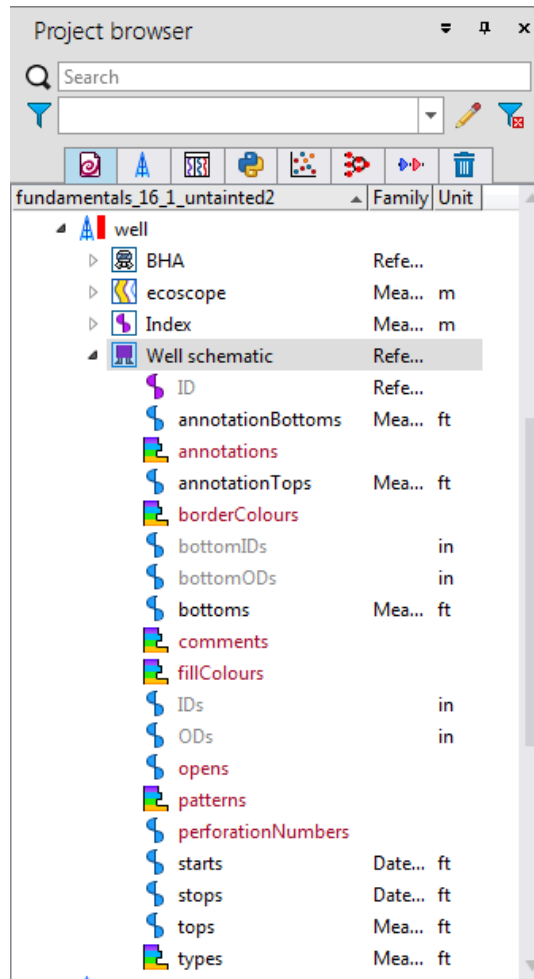 Project browser
Search
fundamentals_16_1_untainted2 Family Unit
well
BHA Refe...
ecoscope Mea... m
Index Mea... m
Well schematic Refe...
ID Refe...
annotationBottoms Mea... ft
annotations
annotationTops Mea... ft
borderColours
bottomIDs in
bottomODs in
bottoms Mea... ft
comments
fillColours
IDs in
ODs in
opens
patterns
perforationNumbers
starts Date... ft
stops Date... ft
tops Mea... ft
types Mea... ft